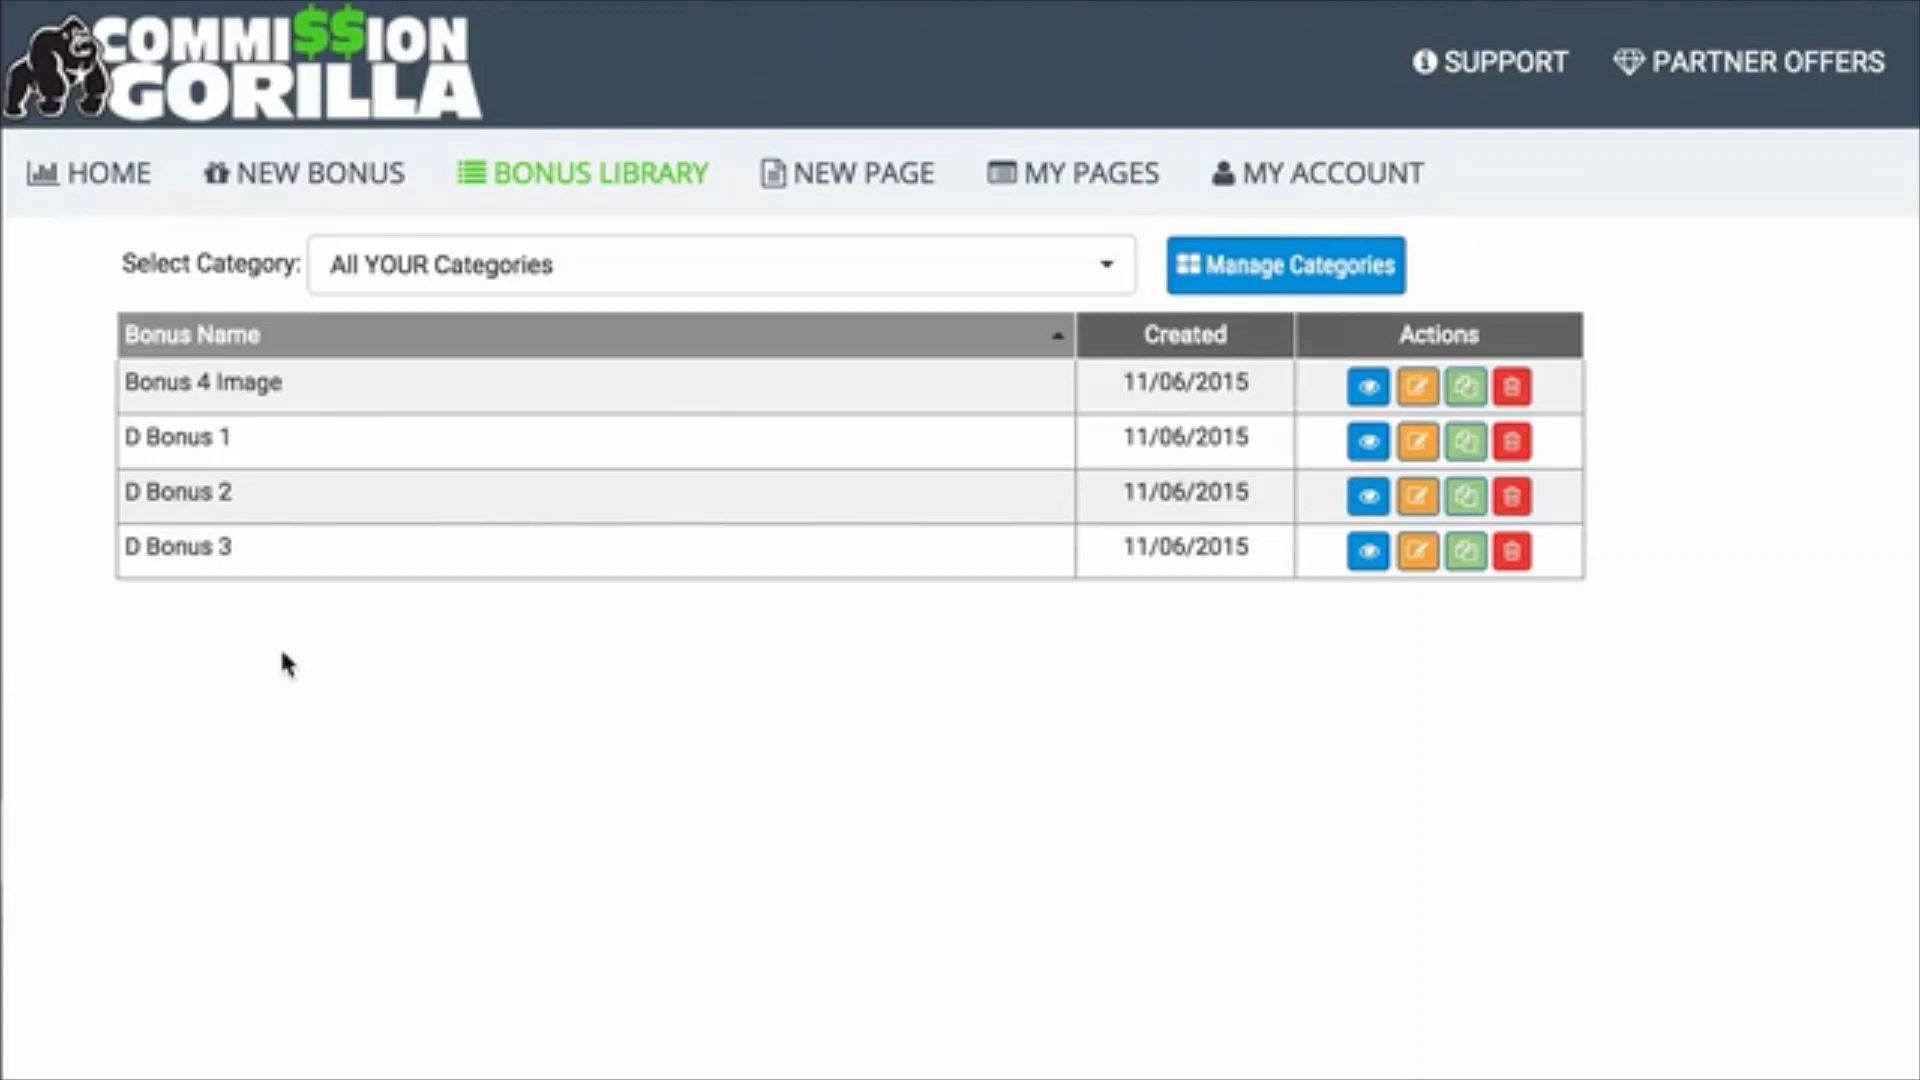 COMMI$$ION
GORILLA
SUPPORT
PARTNER OFFERS
HOME
NEW BONUS
BONUS LIBRARY
NEW PAGE
MY PAGES
MY ACCOUNT
Select Category:
All YOUR Categories
Manage Categories
Bonus Name
Created
Actions
Bonus 4 Image
11/06/2015
D Bonus 1
11/06/2015
D Bonus 2
11/06/2015
D Bonus 3
11/06/2015